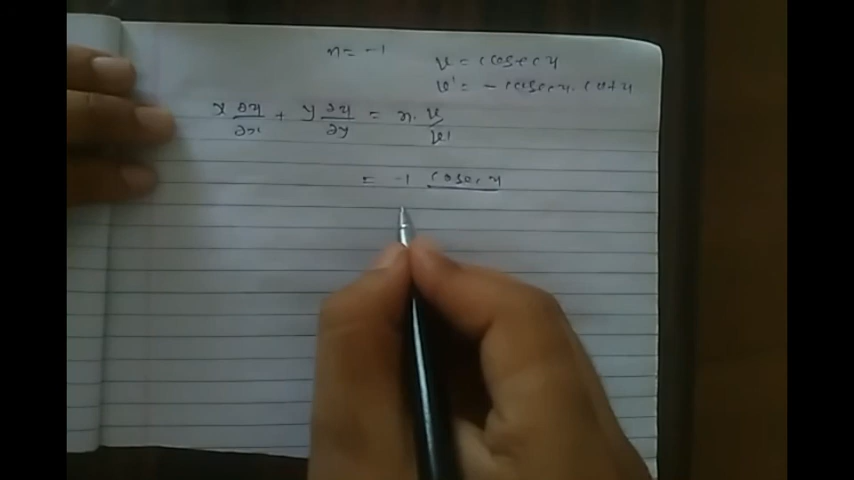 n = -1
v = cosec u
v' = - cosec u. cot u
x ∂u/∂x + y ∂u/∂y = n. v/v'
= -1 cosec u